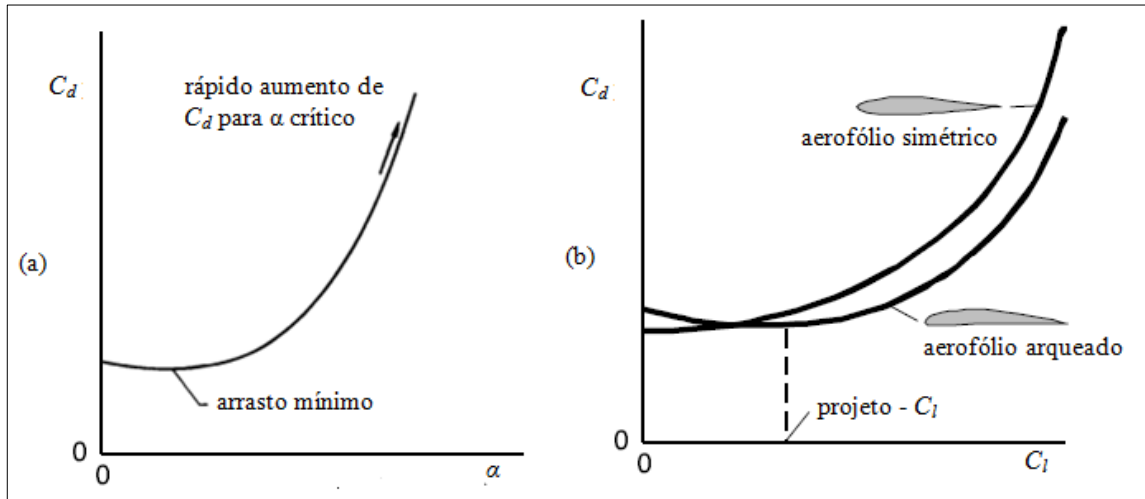 (a)
C_d
rápido aumento de
C_d para α crítico
arrasto mínimo
0
0
α
(b)
C_d
aerofólio simétrico
aerofólio arqueado
projeto - C_l
0
0
C_l